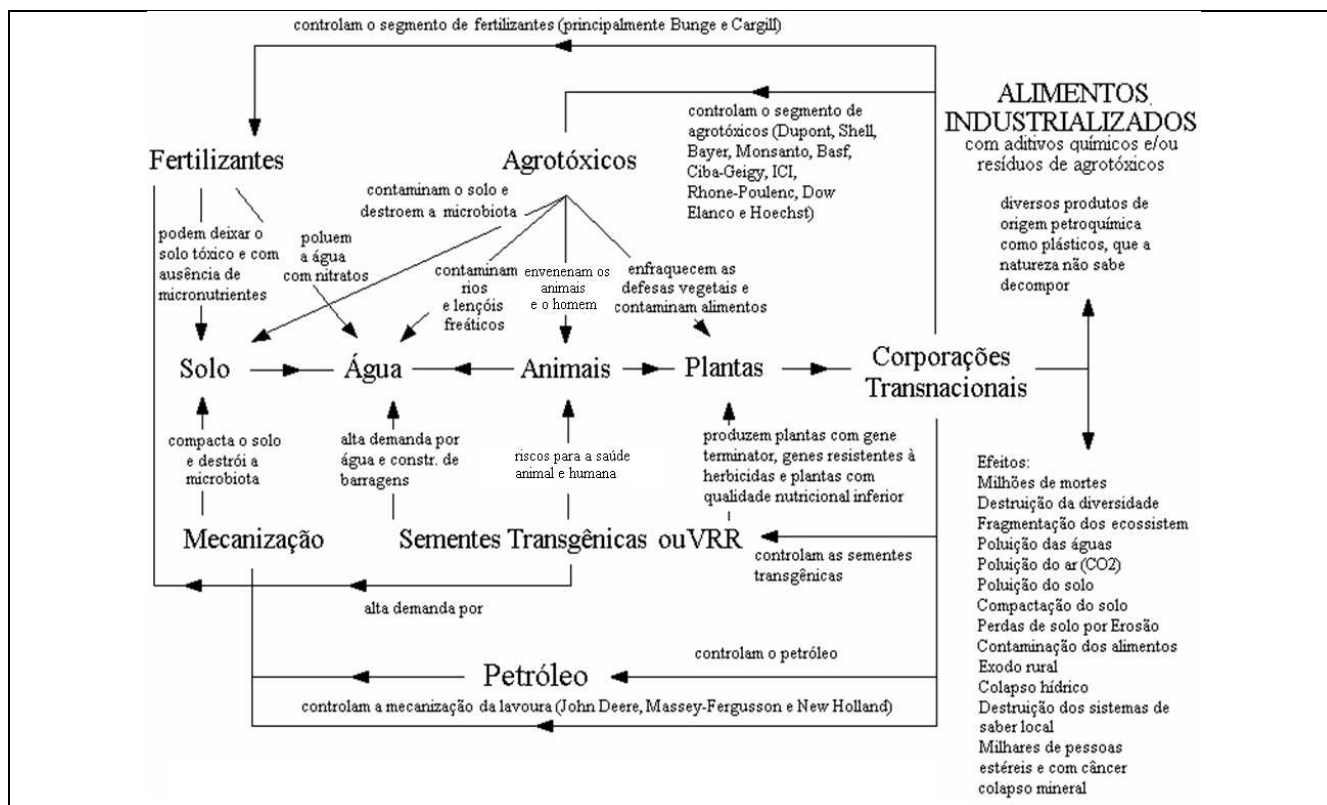 controlam o segmento de fertilizantes (principalmente Bunge e Cargill)
ALIMENTOS
INDUSTRIALIZADOS
com aditivos químicos e/ou
resíduos de agrotóxicos
controlam o segmento de
agrotóxicos (Dupont, Shell,
Bayer, Monsanto, Basf,
Ciba-Geigy, ICI,
Rhone-Poulenc, Dow
Elanco e Hoechst)
Fertilizantes
Agrotóxicos
contaminam o solo e
destroem a microbiota
diversos produtos de
origem petroquímica
como plásticos, que a
natureza não sabe
decompor
podem deixar o
solo tóxico e com
ausência de
micronutrientes
poluem
a água
com nitratos
contaminam
rios
e lençóis
freáticos
envenenam os
animais
e o homem
enfraquecem as
defesas vegetais e
contaminam alimentos
Solo
Água
Animais
Plantas
Corporações
Transnacionais
compacta o solo
e destrói a
microbiota
alta demanda por
água e constr. de
barragens
riscos para a saúde
animal e humana
produzem plantas com gene
terminator, genes resistentes à
herbicidas e plantas com
qualidade nutricional inferior
Mecanização
Sementes Transgênicas ou VRR
controlam as sementes
transgênicas
alta demanda por
controlam o petróleo
Petróleo
controlam a mecanização da lavoura (John Deere, Massey-Fergusson e New Holland)
Efeitos:
Milhões de mortes
Destruição da diversidade
Fragmentação dos ecossistem
Poluição das águas
Poluição do ar (CO2)
Poluição do solo
Compactação do solo
Perdas de solo por Erosão
Contaminação dos alimentos
Exodo rural
Colapso hídrico
Destruição dos sistemas de
saber local
Milhares de pessoas
estéreis e com câncer
colapso mineral